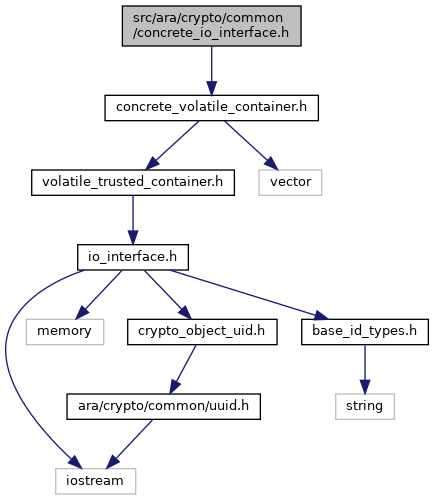 src/ara/crypto/common
/concrete_io_interface.h
concrete_volatile_container.h
volatile_trusted_container.h
vector
io_interface.h
memory
crypto_object_uid.h
base_id_types.h
ara/crypto/common/uuid.h
string
iostream